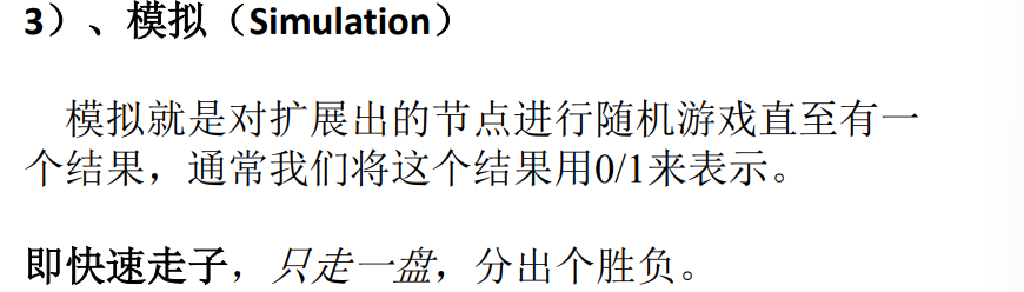 3）、模拟（Simulation）
模拟就是对扩展出的节点进行随机游戏直至有一
个结果，通常我们将这个结果用0/1来表示。
即快速走子，只走一盘，分出个胜负。